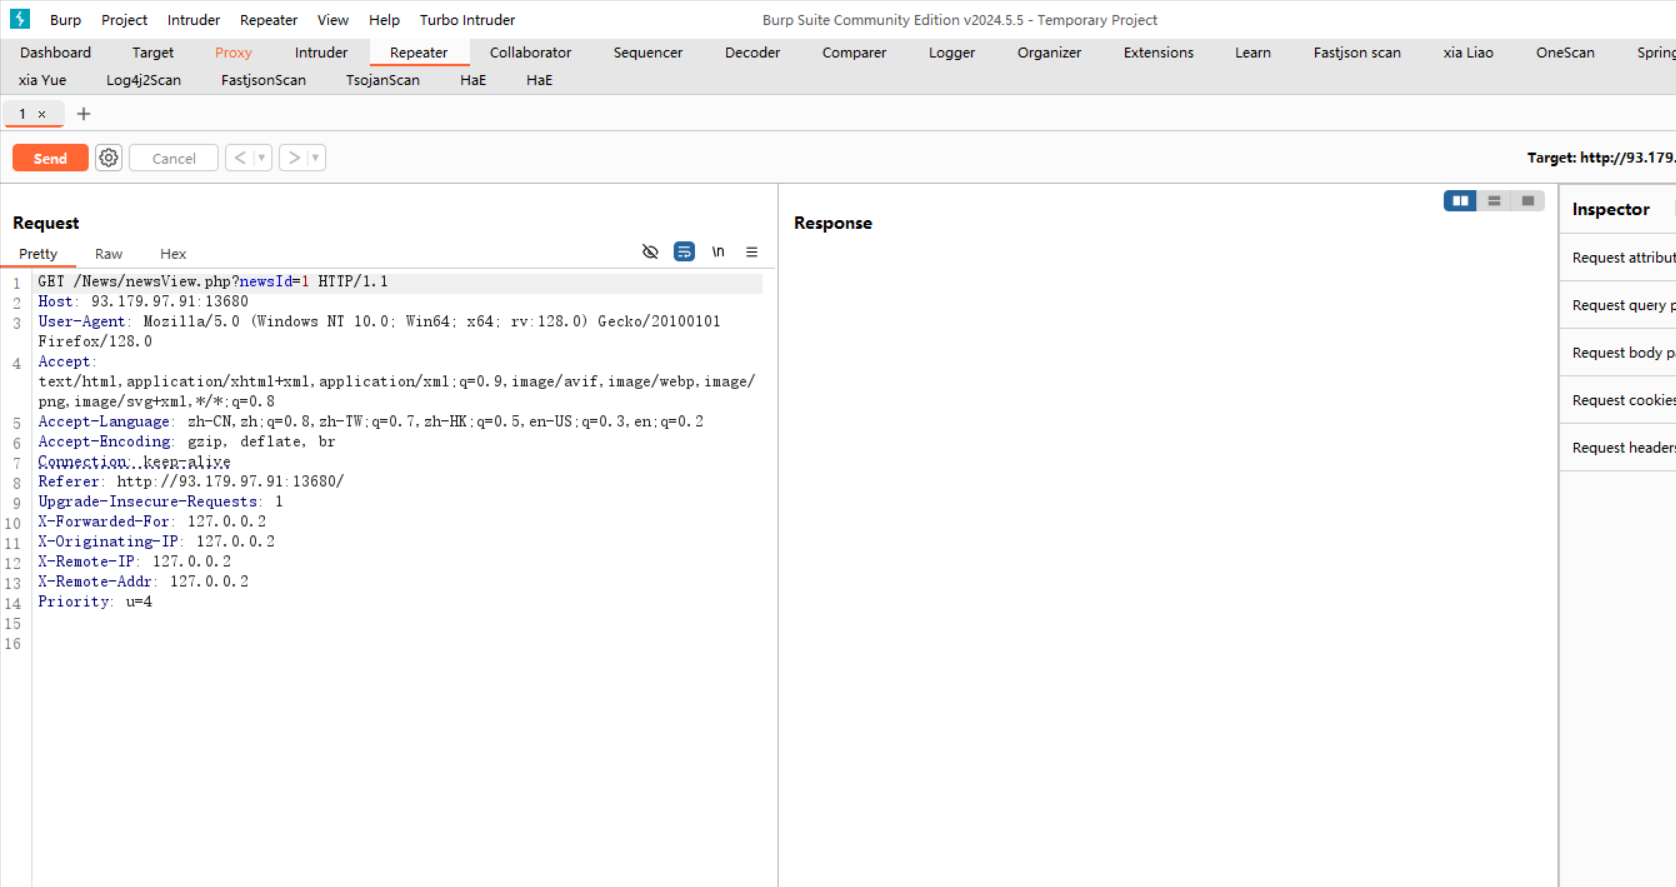 Burp Project Intruder Repeater View Help Turbo Intruder Burp Suite Community Edition v2024.5.5 - Temporary Project
Dashboard Target Proxy Intruder Repeater Collaborator Sequencer Decoder Comparer Logger Organizer Extensions Learn Fastjson scan xia Liao OneScan Spring
xia Yue Log4j2Scan FastjsonScan TsojanScan HaE HaE
1 × +
Send Cancel < > Target: http://93.179.
Request
Response
Inspector
Pretty Raw Hex \n
Request attribut
Request query p
Request body pa
Request cookies
Request headers
1 GET /News/newsView.php?newsId=1 HTTP/1.1
2 Host: 93.179.97.91:13680
3 User-Agent: Mozilla/5.0 (Windows NT 10.0; Win64; x64; rv:128.0) Gecko/20100101
Firefox/128.0
4 Accept:
text/html,application/xhtml+xml,application/xml;q=0.9,image/avif,image/webp,image/
png,image/svg+xml,*/*;q=0.8
5 Accept-Language: zh-CN,zh;q=0.8,zh-TW;q=0.7,zh-HK;q=0.5,en-US;q=0.3,en;q=0.2
6 Accept-Encoding: gzip, deflate, br
7 Connection: keep-alive
8 Referer: http://93.179.97.91:13680/
9 Upgrade-Insecure-Requests: 1
10 X-Forwarded-For: 127.0.0.2
11 X-Originating-IP: 127.0.0.2
12 X-Remote-IP: 127.0.0.2
13 X-Remote-Addr: 127.0.0.2
14 Priority: u=4
15
16